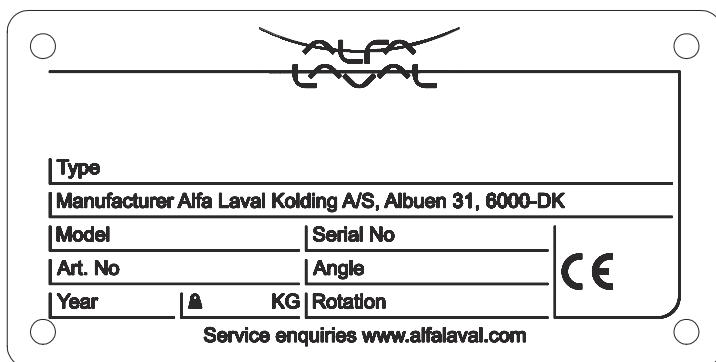 ALFA
LAVAL
Type
Manufacturer Alfa Laval Kolding A/S, Albuen 31, 6000-DK
Model Serial No
Art. No Angle
CE
Year KG Rotation
Service enquiries www.alfalaval.com